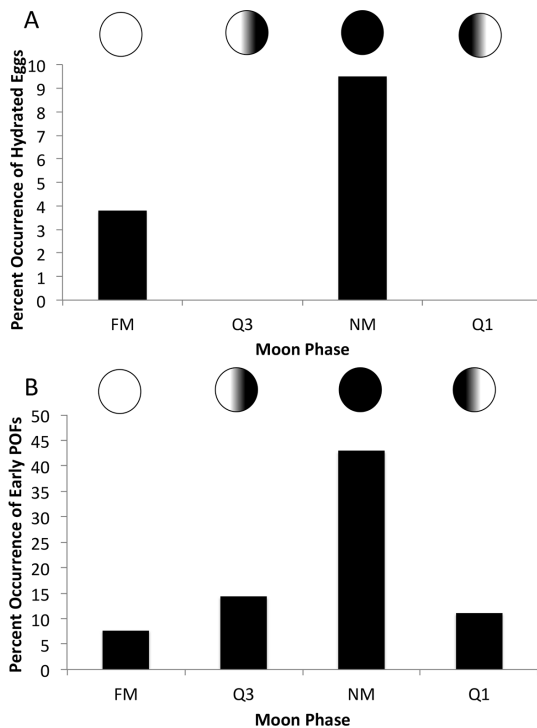 A
Percent Occurrence of Hydrated Eggs
10
9
8
7
6
5
4
3
2
1
0
FM Q3 NM Q1
Moon Phase
B
Percent Occurrence of Early POFs
50
45
40
35
30
25
20
15
10
5
0
FM Q3 NM Q1
Moon Phase